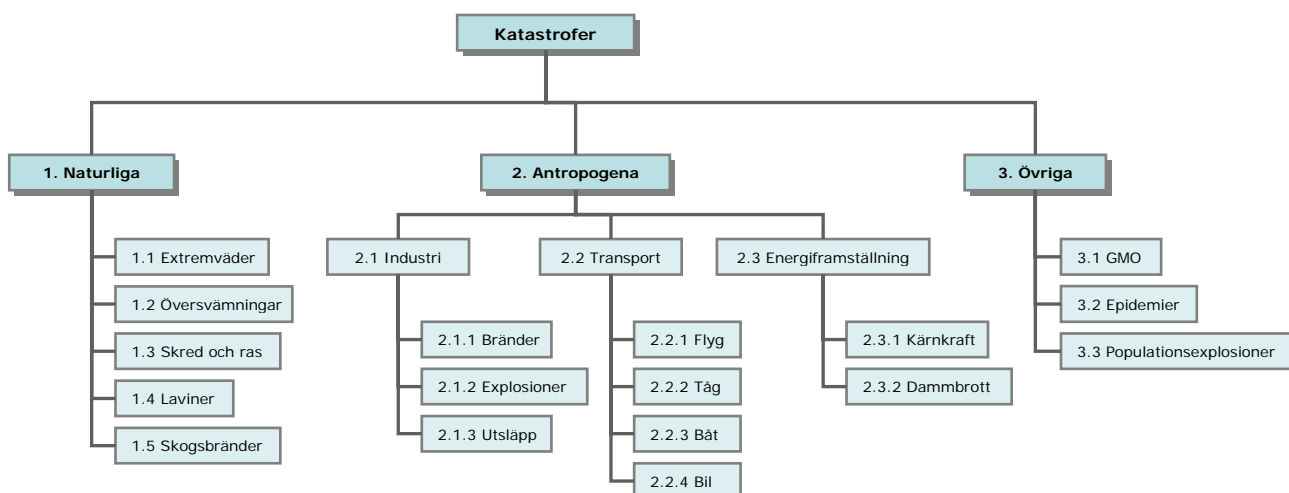 Katastrofer
1. Naturliga
2. Antropogena
3. Övriga
1.1 Extremväder
1.2 Översvämningar
1.3 Skred och ras
1.4 Laviner
1.5 Skogsbränder
2.1 Industri
2.1.1 Bränder
2.1.2 Explosioner
2.1.3 Utsläpp
2.2 Transport
2.2.1 Flyg
2.2.2 Tåg
2.2.3 Båt
2.2.4 Bil
2.3 Energiframställning
2.3.1 Kärnkraft
2.3.2 Dammbrott
3.1 GMO
3.2 Epidemier
3.3 Populationsexplosioner